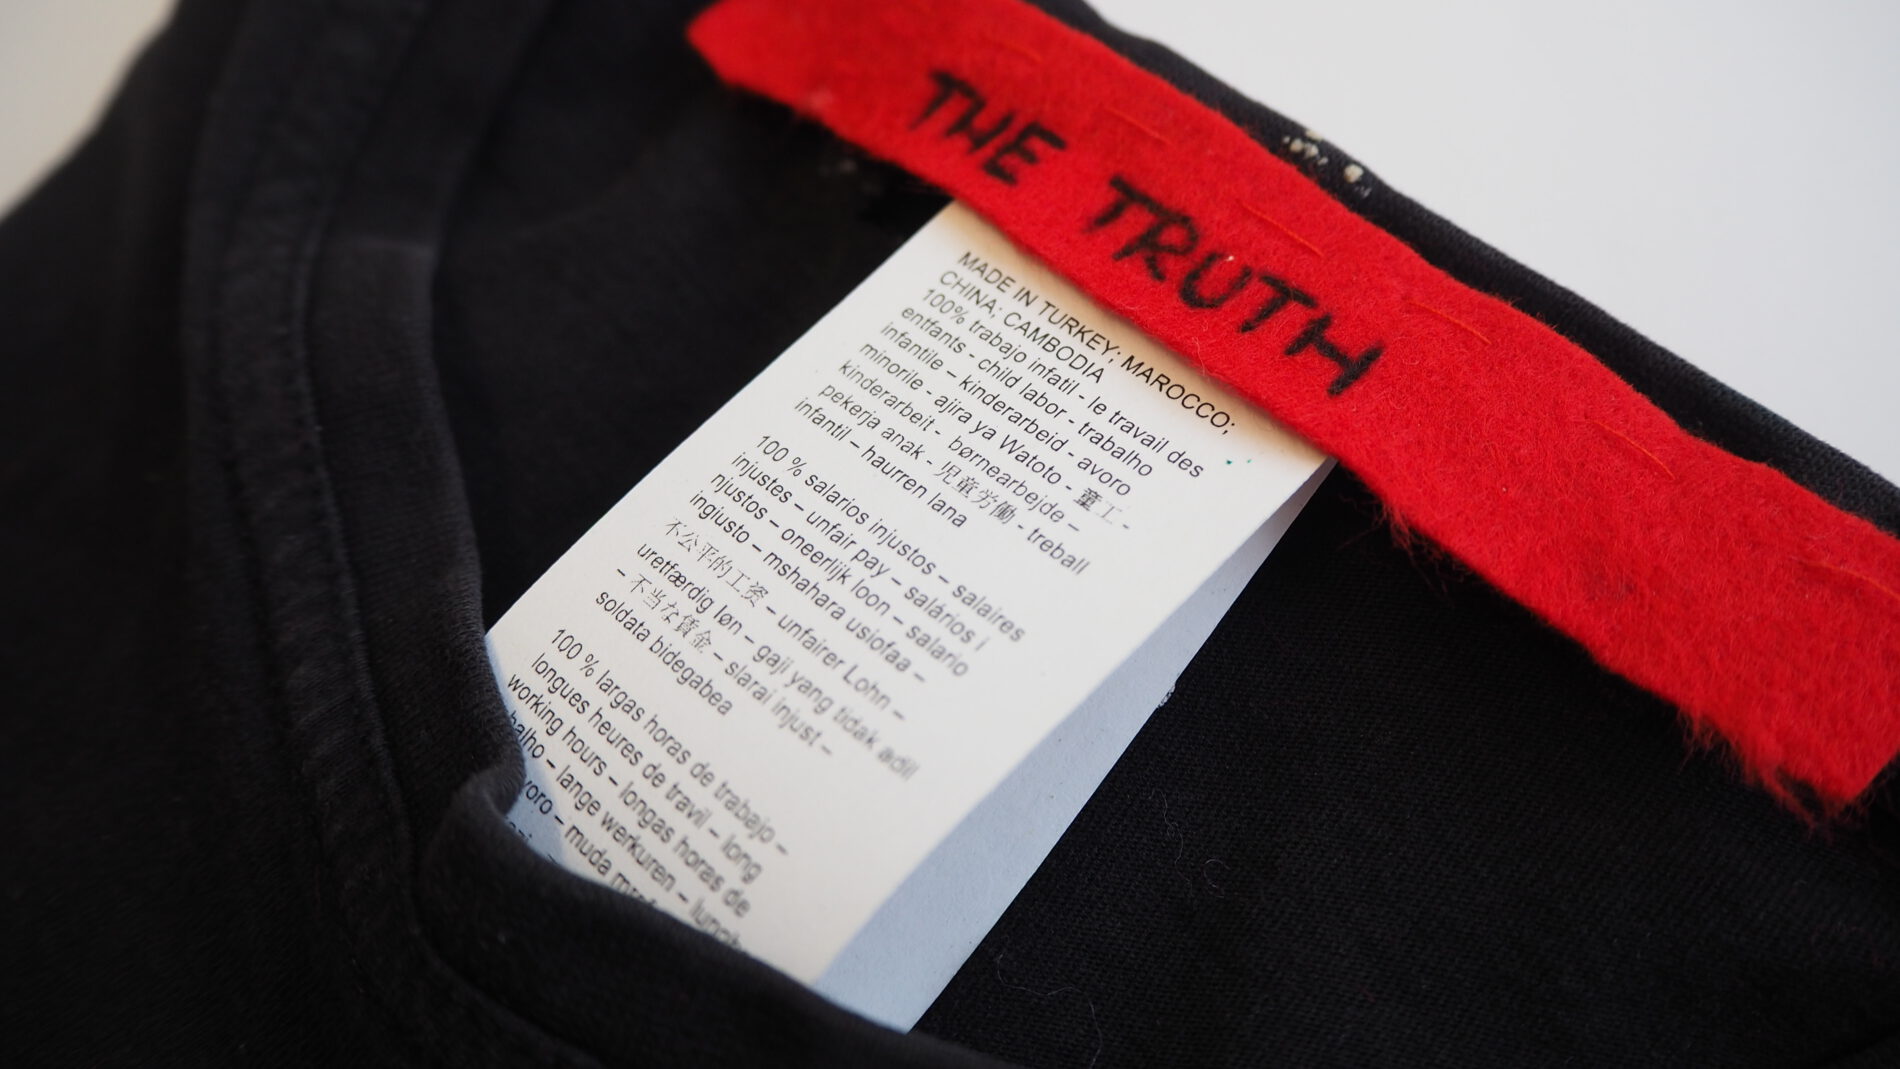 THE TRUTH
MADE IN TURKEY; MAROCCO;
CHINA; CAMBODIA
100% trabajo infatil - le travail des
entfants - child labor - trabalho
infantile – kinderarbeid - avoro
minorile - ajira ya Watoto - 童工 -
kinderarbeit - børnearbejde –
pekerja anak - 児童労働 - treball
infantil – haurren lana
100 % salarios injustos – salaires
injustes – unfair pay – salários i
njustos – oneerlijk loon – salario
ingiusto – mshahara usiofaa –
不公平的工资 – unfairer Lohn –
uretfærdig løn – gaji yang tidak adil
– 不当な賃金 – slarai injust –
soldata bidegabea
100 % largas horas de trabajo –
longues heures de travil – long
working hours – longas horas de
balho – lange werkuren –
voro – muda